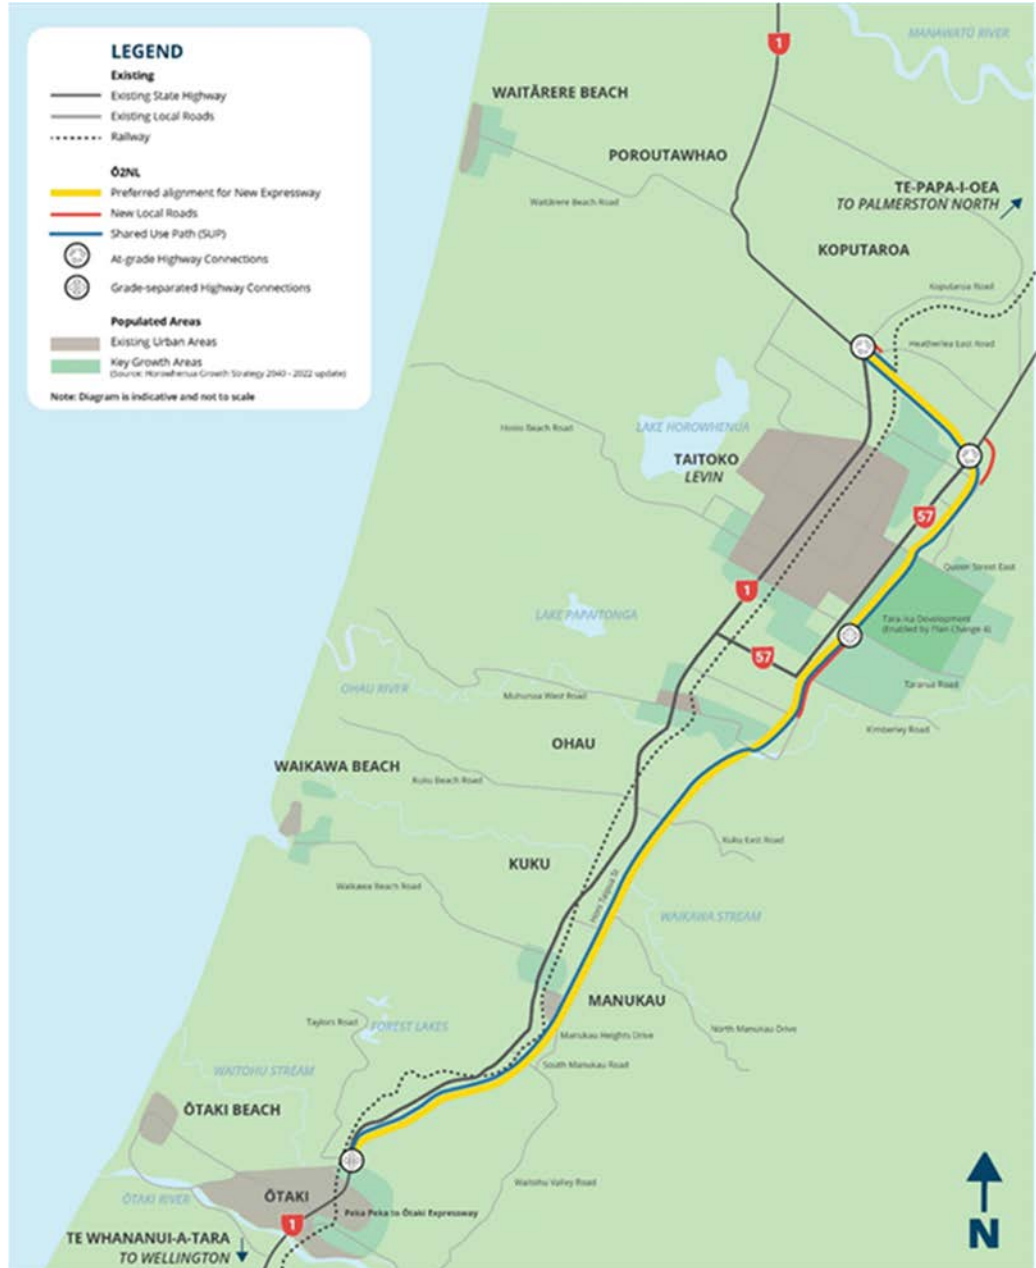 LEGEND
Existing
Existing State Highway
Existing Local Roads
Railway
Ō2NL
Preferred alignment for New Expressway
New Local Roads
Shared Use Path (SUP)
At-grade Highway Connections
Grade-separated Highway Connections
Populated Areas
Existing Urban Areas
Key Growth Areas
(Source: Horowhenua Growth Strategy 2040 - 2022 update)
Note: Diagram is indicative and not to scale
1
MANAWATŪ RIVER
WAITĀRERE BEACH
POROUTAWHAO
TE-PAPA-I-OEA
TO PALMERSTON NORTH
Waitārere Beach Road
KOPUTAROA
Koputaroa Road
Heatherlea East Road
Hokio Beach Road
LAKE HOROWHENUA
TAITOKO
LEVIN
57
Queen Street East
1
LAKE PAPAITONGA
Tara-Ika Development
(Enabled by Plan Change 4)
57
OHAU RIVER
Muhunoa West Road
Tararua Road
Kimberley Road
OHAU
WAIKAWA BEACH
Kuku Beach Road
Kuku East Road
KUKU
Waikawa Beach Road
Honi Taipua St
WAIKAWA STREAM
MANUKAU
Taylors Road
FOREST LAKES
North Manukau Drive
Manukau Heights Drive
South Manukau Road
WAITOHU STREAM
ŌTAKI BEACH
Waitohu Valley Road
ŌTAKI RIVER
ŌTAKI
Peka Peka to Ōtaki Expressway
1
TE WHANANUI-A-TARA
TO WELLINGTON
N